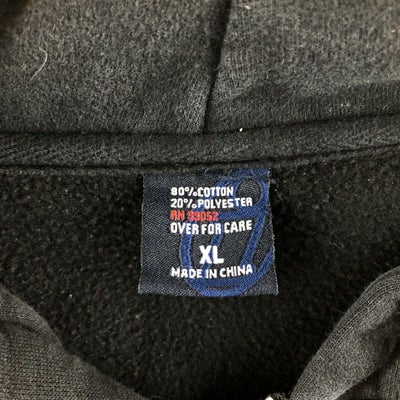 80% COTTON
20% POLYESTER
RN 93052
OVER FOR CARE
XL
MADE IN CHINA